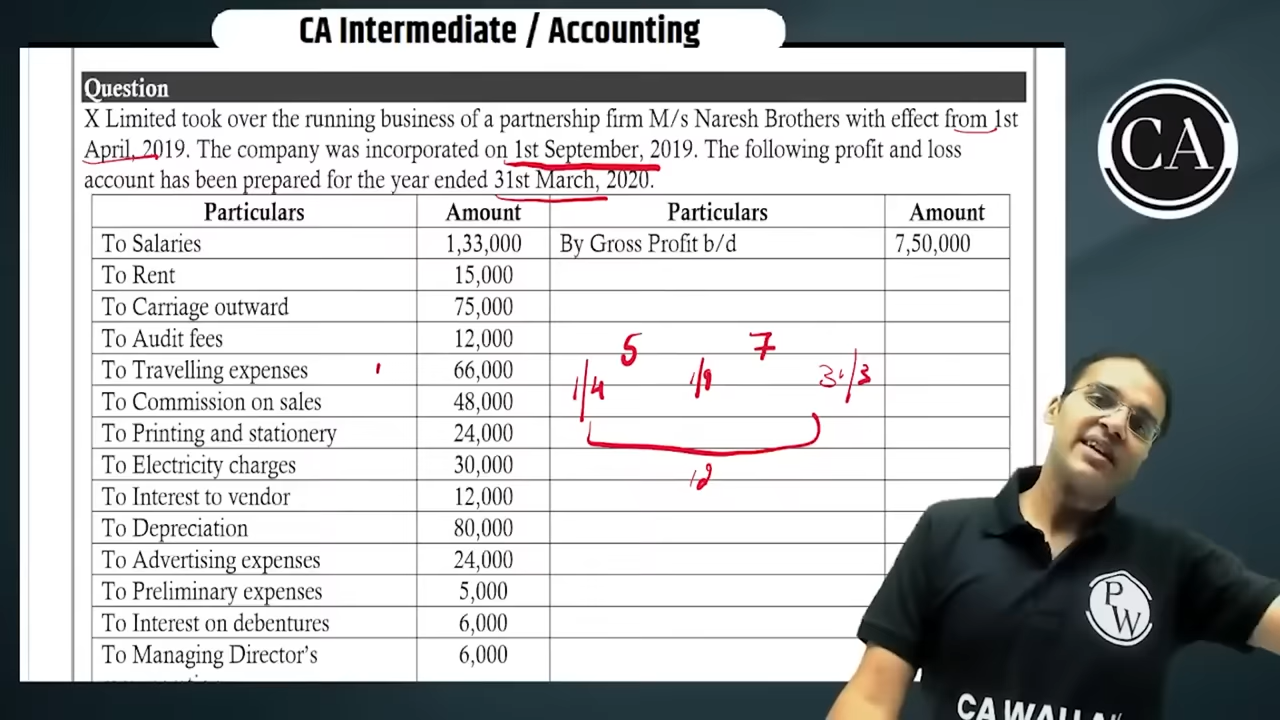 CA Intermediate / Accounting
Question
X Limited took over the running business of a partnership firm M/s Naresh Brothers with effect from 1st
April, 2019. The company was incorporated on 1st September, 2019. The following profit and loss
account has been prepared for the year ended 31st March, 2020.
Particulars Amount Particulars Amount
To Salaries 1,33,000 By Gross Profit b/d 7,50,000
To Rent 15,000
To Carriage outward 75,000
To Audit fees 12,000
To Travelling expenses 66,000
To Commission on sales 48,000
To Printing and stationery 24,000
To Electricity charges 30,000
To Interest to vendor 12,000
To Depreciation 80,000
To Advertising expenses 24,000
To Preliminary expenses 5,000
To Interest on debentures 6,000
To Managing Director's 6,000
5 7
1/4 1/9 31/3
12
CA
PW
CA WALLA